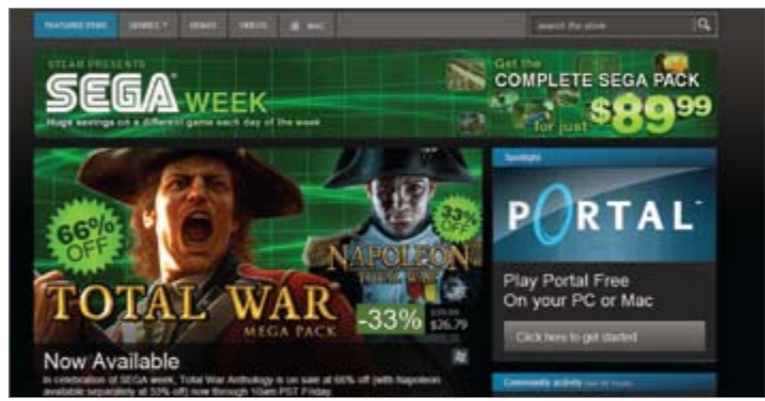 FEATURED ITEMS GENRES DEMOS VIDEOS MAC
search the store
STEAM PRESENTS
SEGA WEEK
Huge savings on a different game each day of the week
Get the
COMPLETE SEGA PACK
for just $89.99
66% OFF
33% OFF
NAPOLEON
TOTAL WAR
TOTAL WAR
MEGA PACK
-33%
$26.79
Now Available
In celebration of SEGA week, Total War Anthology is on sale at 66% off (with Napoleon
available separately at 33% off) now through 10am PST Friday.
Spotlight
PORTAL
Play Portal Free
On your PC or Mac
Click here to get started
Community activity